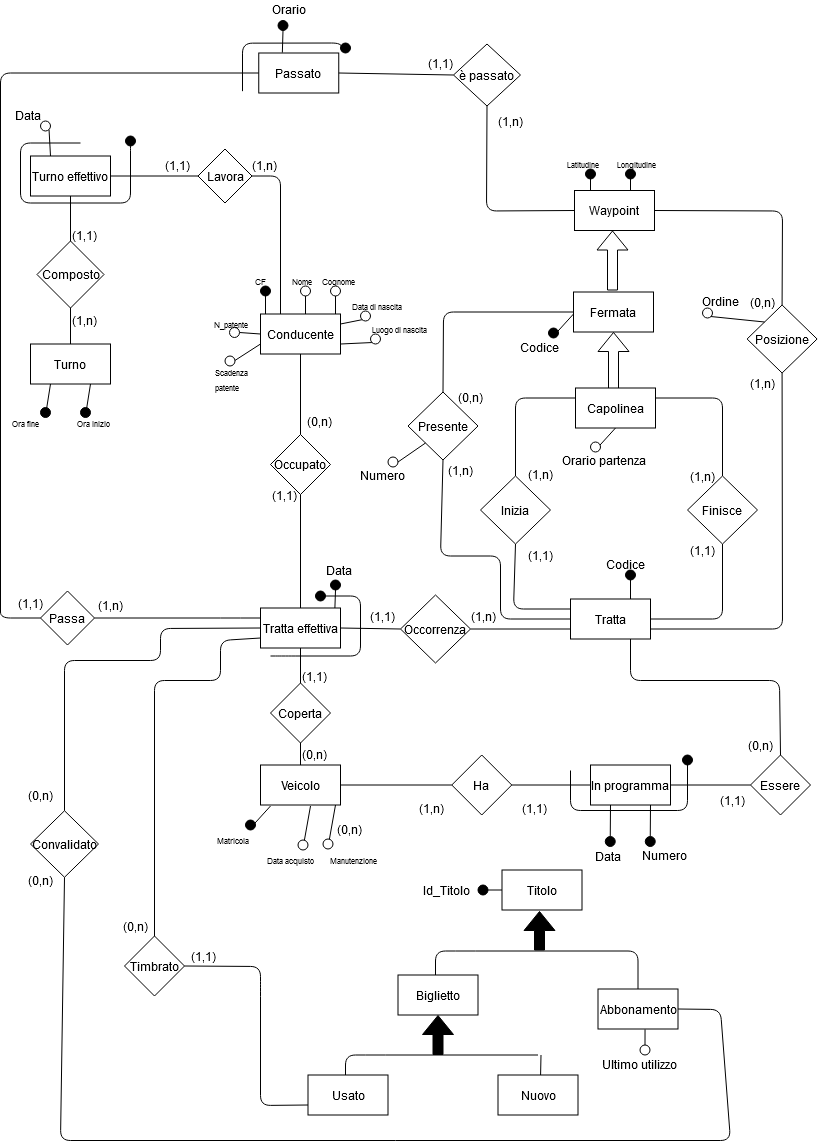 Orario
Passato
(1,1)
è passato
(1,n)
Data
Turno effettivo
(1,1)
Lavora
(1,n)
Latitudine
Longitudine
Waypoint
(1,1)
Composto
(1,n)
Turno
Ora fine
Ora inizio
CF
Nome
Cognome
Data di nascita
N_patente
Conducente
Luogo di nascita
Scadenza
patente
Fermata
Codice
Ordine
(0,n)
Posizione
(1,n)
Capolinea
Orario partenza
(0,n)
Presente
Numero
(1,n)
(0,n)
Occupato
(1,1)
(1,n)
Inizia
(1,1)
(1,n)
Finisce
(1,1)
Codice
Tratta
Data
(1,1)
Passa
(1,n)
Tratta effettiva
(1,1)
Occorrenza
(1,n)
(1,1)
Coperta
(0,n)
Veicolo
Matricola
Data acquisto
(0,n)
Manutenzione
(1,n)
Ha
(1,1)
In programma
Data
Numero
(1,1)
(0,n)
Essere
(0,n)
Convalidato
(0,n)
(0,n)
Timbrato
(1,1)
Id_Titolo
Titolo
Biglietto
Abbonamento
Ultimo utilizzo
Usato
Nuovo